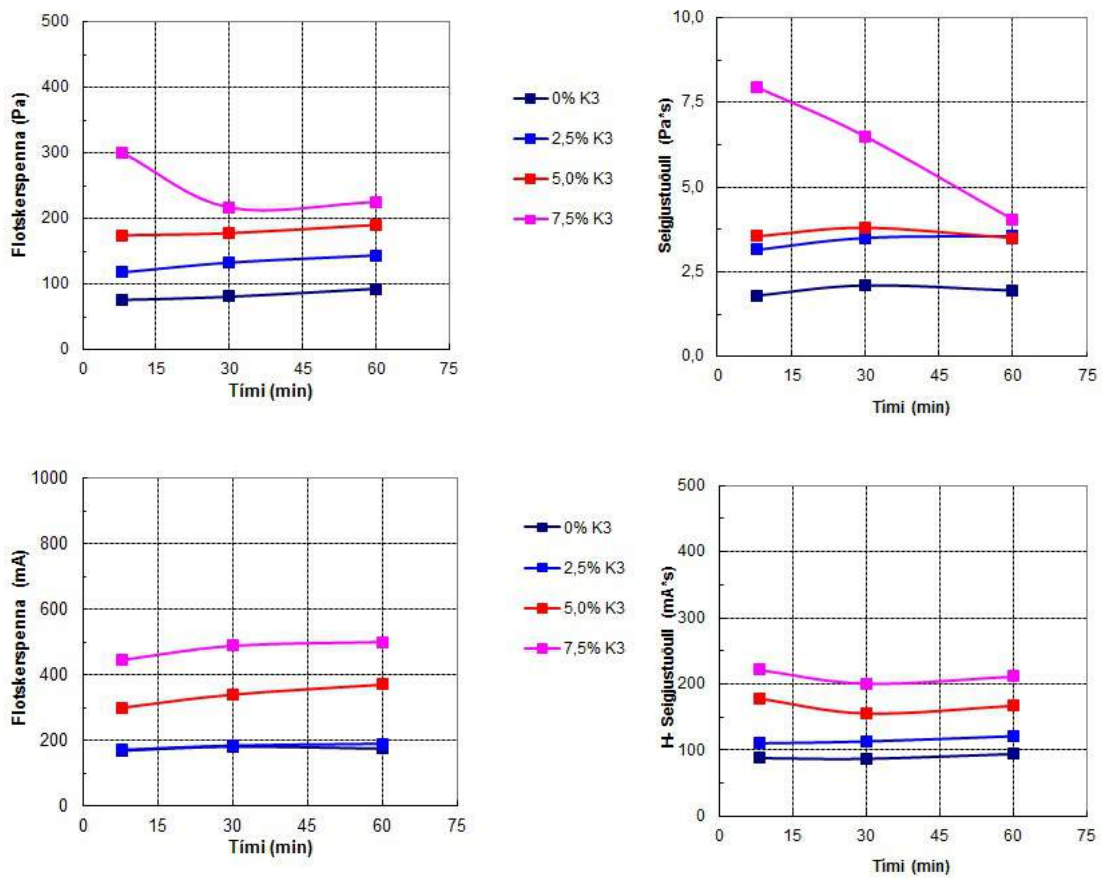 Flotskerspenna (Pa)
500
400
300
200
100
0
0 15 30 45 60 75
Tími (min)
0% K3
2,5% K3
5,0% K3
7,5% K3
Seigjustuðull (Pa*s)
10,0
7,5
5,0
2,5
0,0
0 15 30 45 60 75
Tími (min)
Flotskerspenna (mA)
1000
800
600
400
200
0
0 15 30 45 60 75
Tími (min)
0% K3
2,5% K3
5,0% K3
7,5% K3
H- Seigjustuðull (mA*s)
500
400
300
200
100
0
0 15 30 45 60 75
Tími (min)